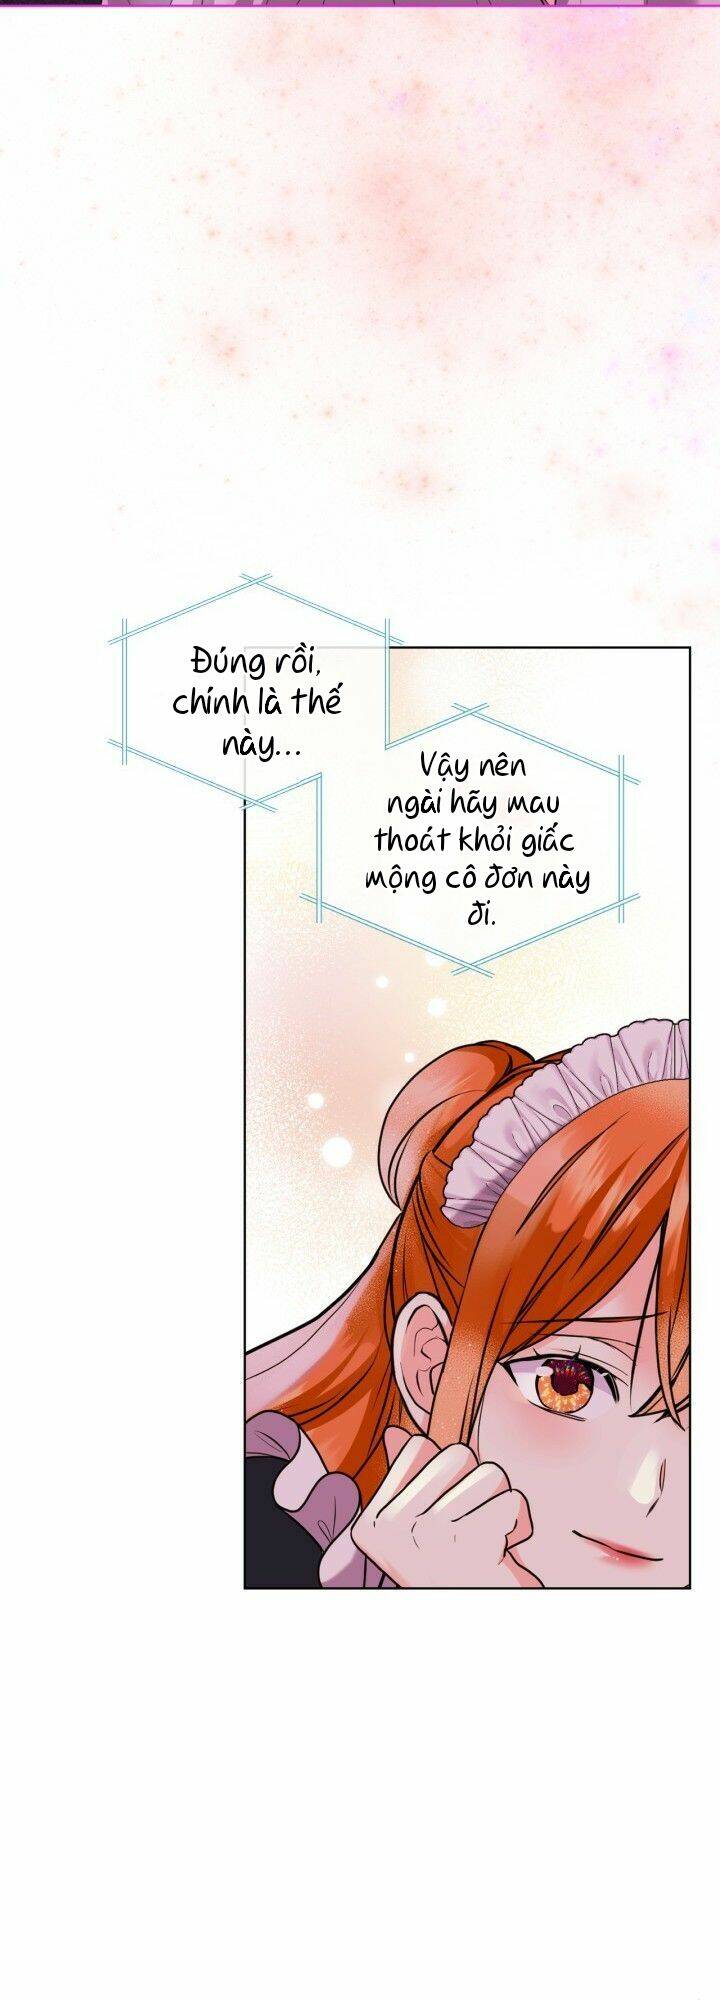 Đúng rồi,
chính là thế
này...
Vậy nên
ngài hãy mau
thoát khỏi giấc
mộng cô đơn này
đi.